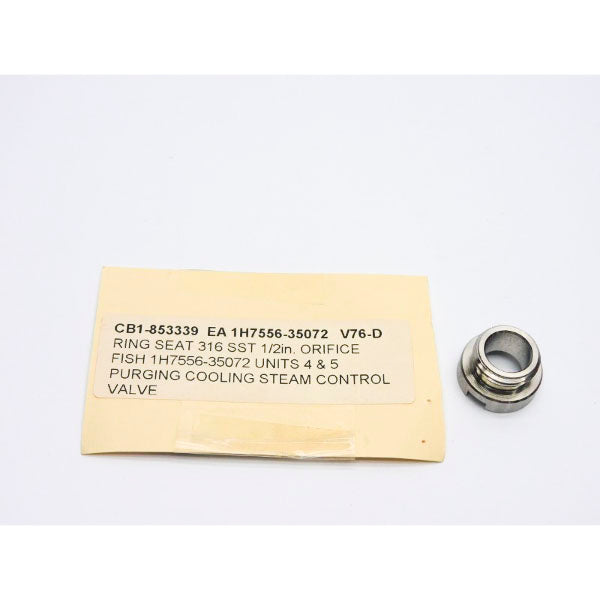 CB1-853339 EA 1H7556-35072 V76-D
RING SEAT 316 SST 1/2in. ORIFICE
FISH 1H7556-35072 UNITS 4 & 5
PURGING COOLING STEAM CONTROL
VALVE